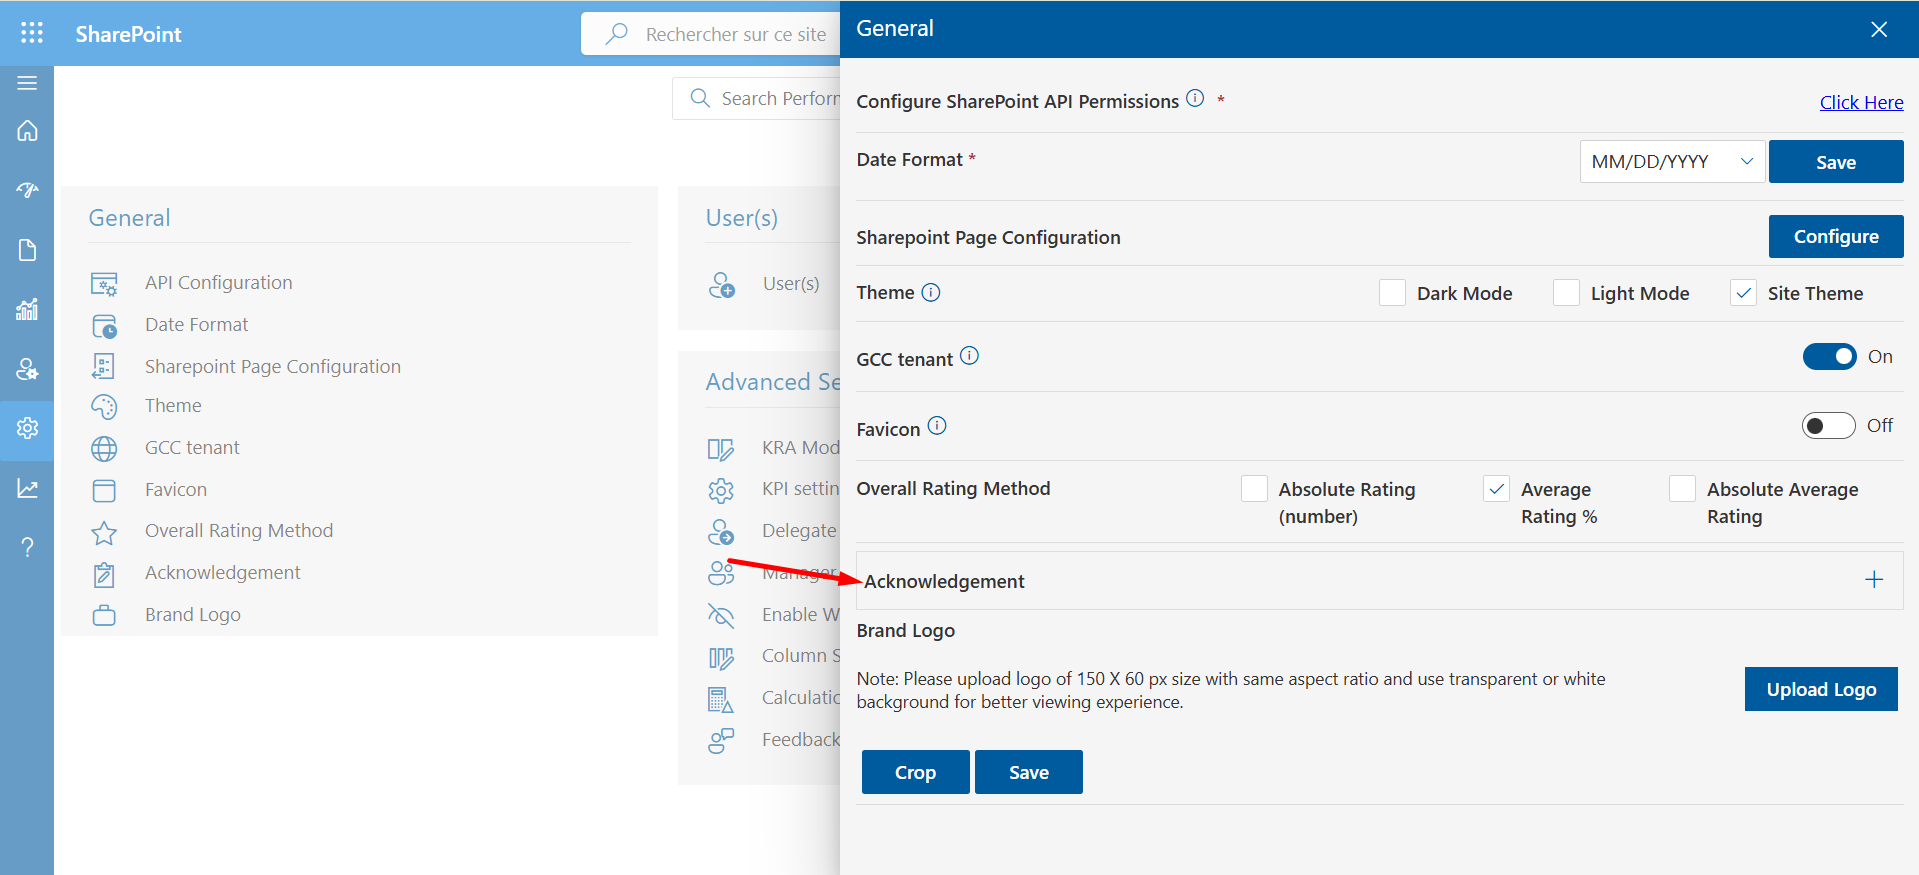 SharePoint
Rechercher sur ce site
Search Perfor
General
API Configuration
Date Format
Sharepoint Page Configuration
Theme
GCC tenant
Favicon
Overall Rating Method
Acknowledgement
Brand Logo
User(s)
User(s)
Advanced Se
KRA Mod
KPI settin
Delegate
Manager
Enable W
Column S
Calculatic
Feedback
General
Configure SharePoint API Permissions *
Click Here
Date Format *
MM/DD/YYYY
Save
Sharepoint Page Configuration
Configure
Theme
Dark Mode
Light Mode
Site Theme
GCC tenant
On
Favicon
Off
Overall Rating Method
Absolute Rating
(number)
Average
Rating %
Absolute Average
Rating
Acknowledgement
Brand Logo
Note: Please upload logo of 150 X 60 px size with same aspect ratio and use transparent or white
background for better viewing experience.
Upload Logo
Crop
Save